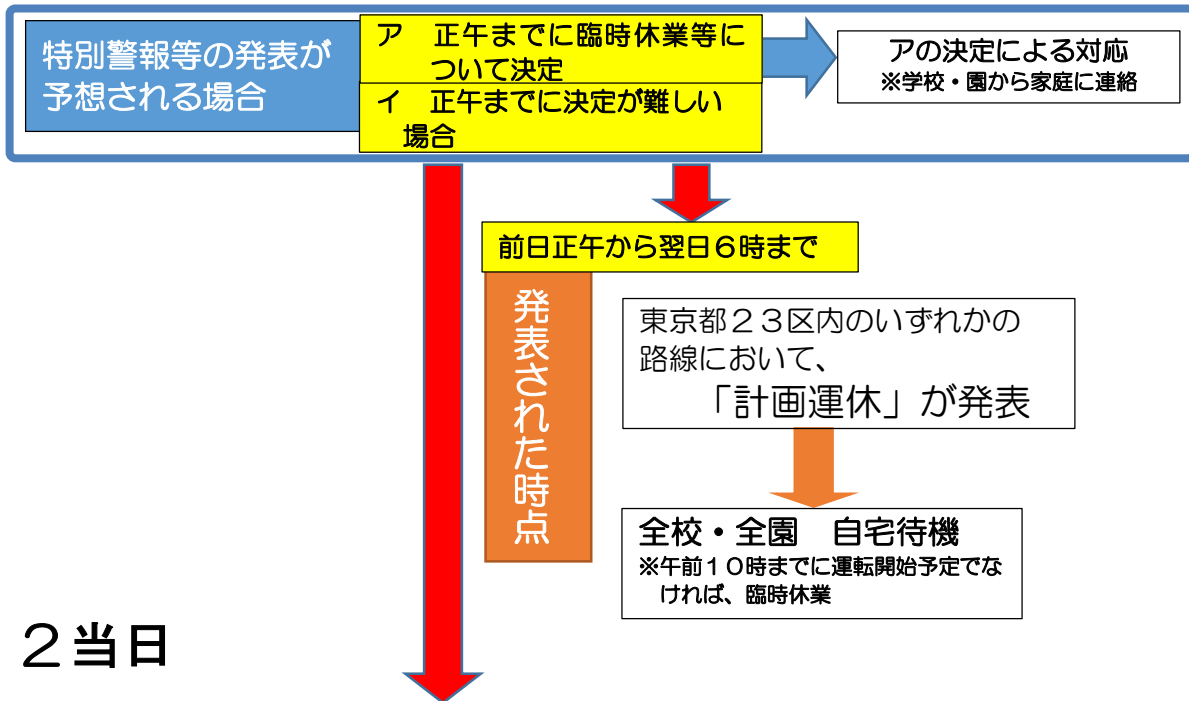 特別警報等の発表が
予想される場合
ア　正午までに臨時休業等に
ついて決定
イ　正午までに決定が難しい
場合
アの決定による対応
※学校・園から家庭に連絡
前日正午から翌日６時まで
発表された時点
東京都２３区内のいずれかの
路線において、
「計画運休」が発表
全校・全園　自宅待機
※午前１０時までに運転開始予定でな
ければ、臨時休業
２当日